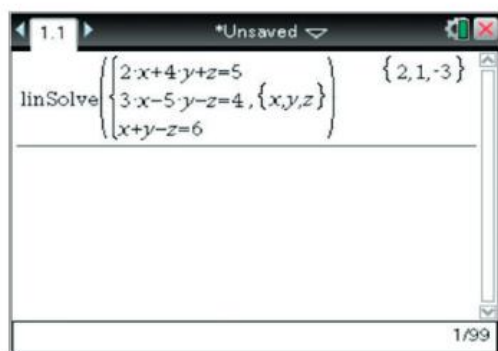 1.1 *Unsaved
2·x+4·y+z=5
linSolve( { 3·x-5·y-z=4 ,{x,y,z} ) {2,1,-3}
x+y-z=6
1/99